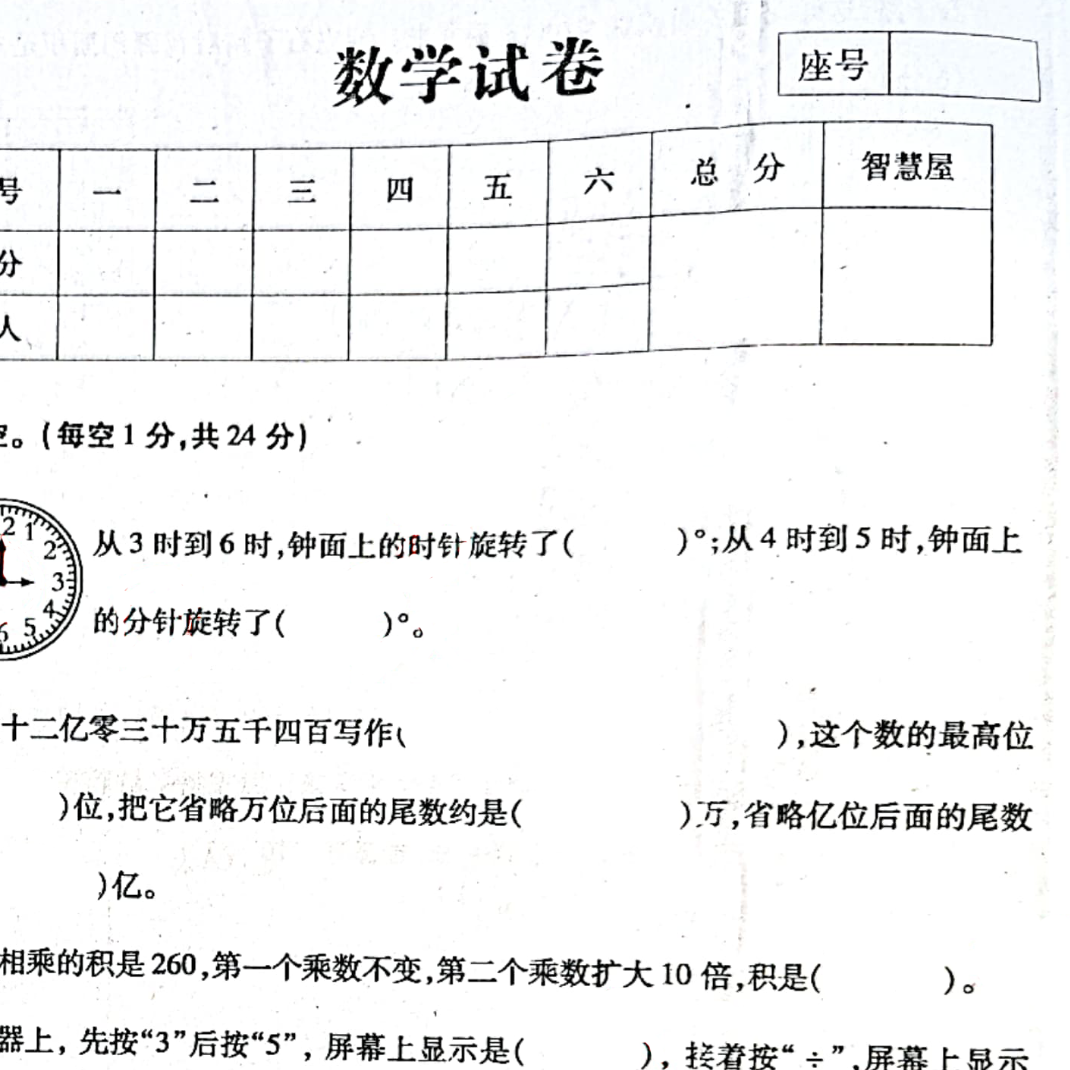 数学试卷
座号
号 一 二 三 四 五 六 总 分 智慧屋
分
人
。(每空1分,共24分)
2 1 2 3 4 5 6
从3时到6时,钟面上的时针旋转了( )°;从4时到5时,钟面上
的分针旋转了( )°。
十二亿零三十万五千四百写作( ),这个数的最高位
)位,把它省略万位后面的尾数约是( )万,省略亿位后面的尾数
)亿。
相乘的积是260,第一个乘数不变,第二个乘数扩大10倍,积是( )。
器上,先按“3”后按“5”,屏幕上显示是( ),接着按“÷”,屏幕上显示